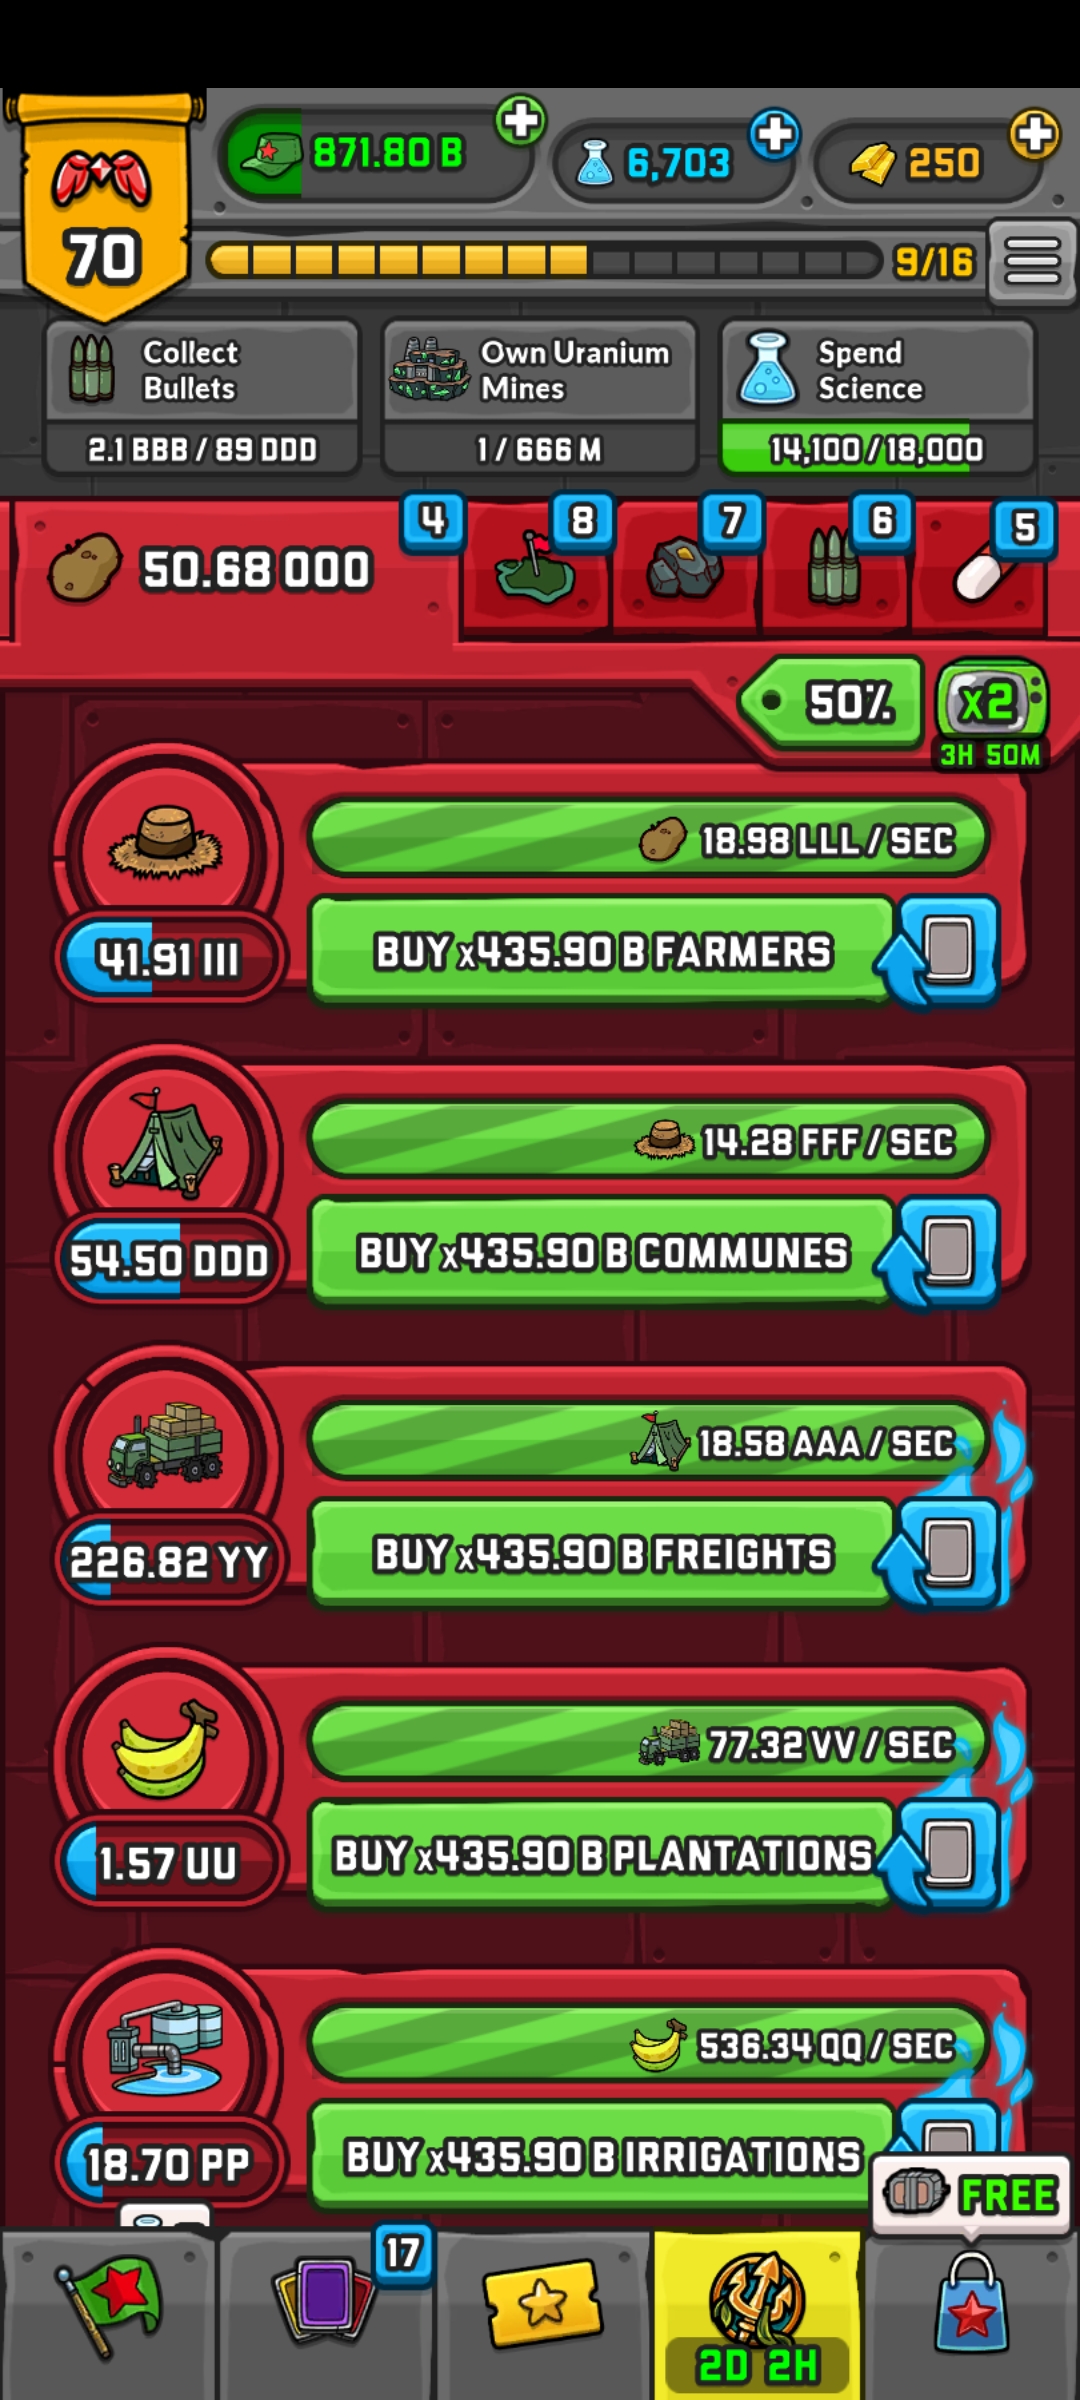 70
871.80 B
6,703
250
9/16
Collect
Bullets
2.1 BBB / 89 DDD
Own Uranium
Mines
1 / 666 M
Spend
Science
14,100 / 18,000
50.68 OOO
4
8
7
6
5
50%
x2
3H 50M
18.98 LLL / SEC
41.91 III
BUY x435.90 B FARMERS
14.28 FFF / SEC
54.50 DDD
BUY x435.90 B COMMUNES
18.58 AAA / SEC
226.82 YY
BUY x435.90 B FREIGHTS
77.32 VV / SEC
1.57 UU
BUY x435.90 B PLANTATIONS
536.34 QQ / SEC
18.70 PP
BUY x435.90 B IRRIGATIONS
FREE
17
2D 2H